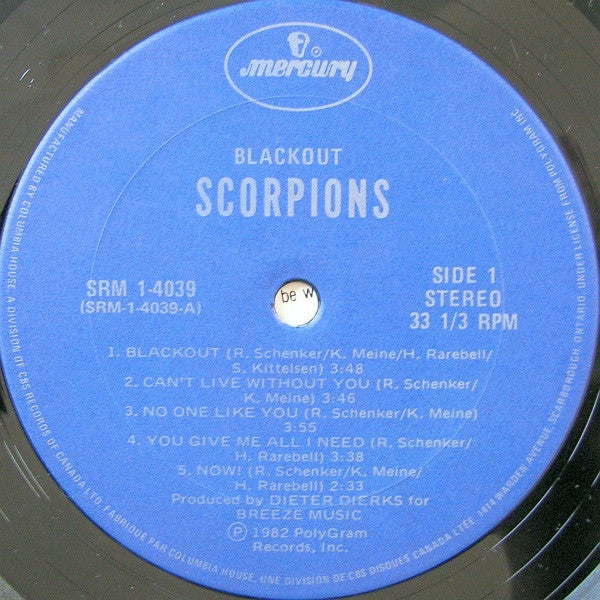 mercury
BLACKOUT
SCORPIONS
SRM 1-4039
(SRM-1-4039-A)
SIDE 1
STEREO
33 1/3 RPM
be w
1. BLACKOUT (R. Schenker/K. Meine/H. Rarebell/
S. Kittelsen) 3:48
2. CAN'T LIVE WITHOUT YOU (R. Schenker/
K. Meine) 3:46
3. NO ONE LIKE YOU (R. Schenker/K. Meine)
3:55
4. YOU GIVE ME ALL I NEED (R. Schenker/
H. Rarebell) 3:38
5. NOW! (R. Schenker/K. Meine/
H. Rarebell) 2:33
Produced by DIETER DIERKS for
BREEZE MUSIC
Ⓟ 1982 PolyGram
Records, Inc.
MANUFACTURED BY COLUMBIA HOUSE, A DIVISION OF CBS RECORDS OF CANADA LTD. FABRIQUE PAR COLUMBIA HOUSE, UNE DIVISION DE CBS DISQUES CANADA LTÉE. 1414 WARDEN AVENUE, SCARBOROUGH, ONTARIO. UNDER LICENSE FROM POLYGRAM INC.